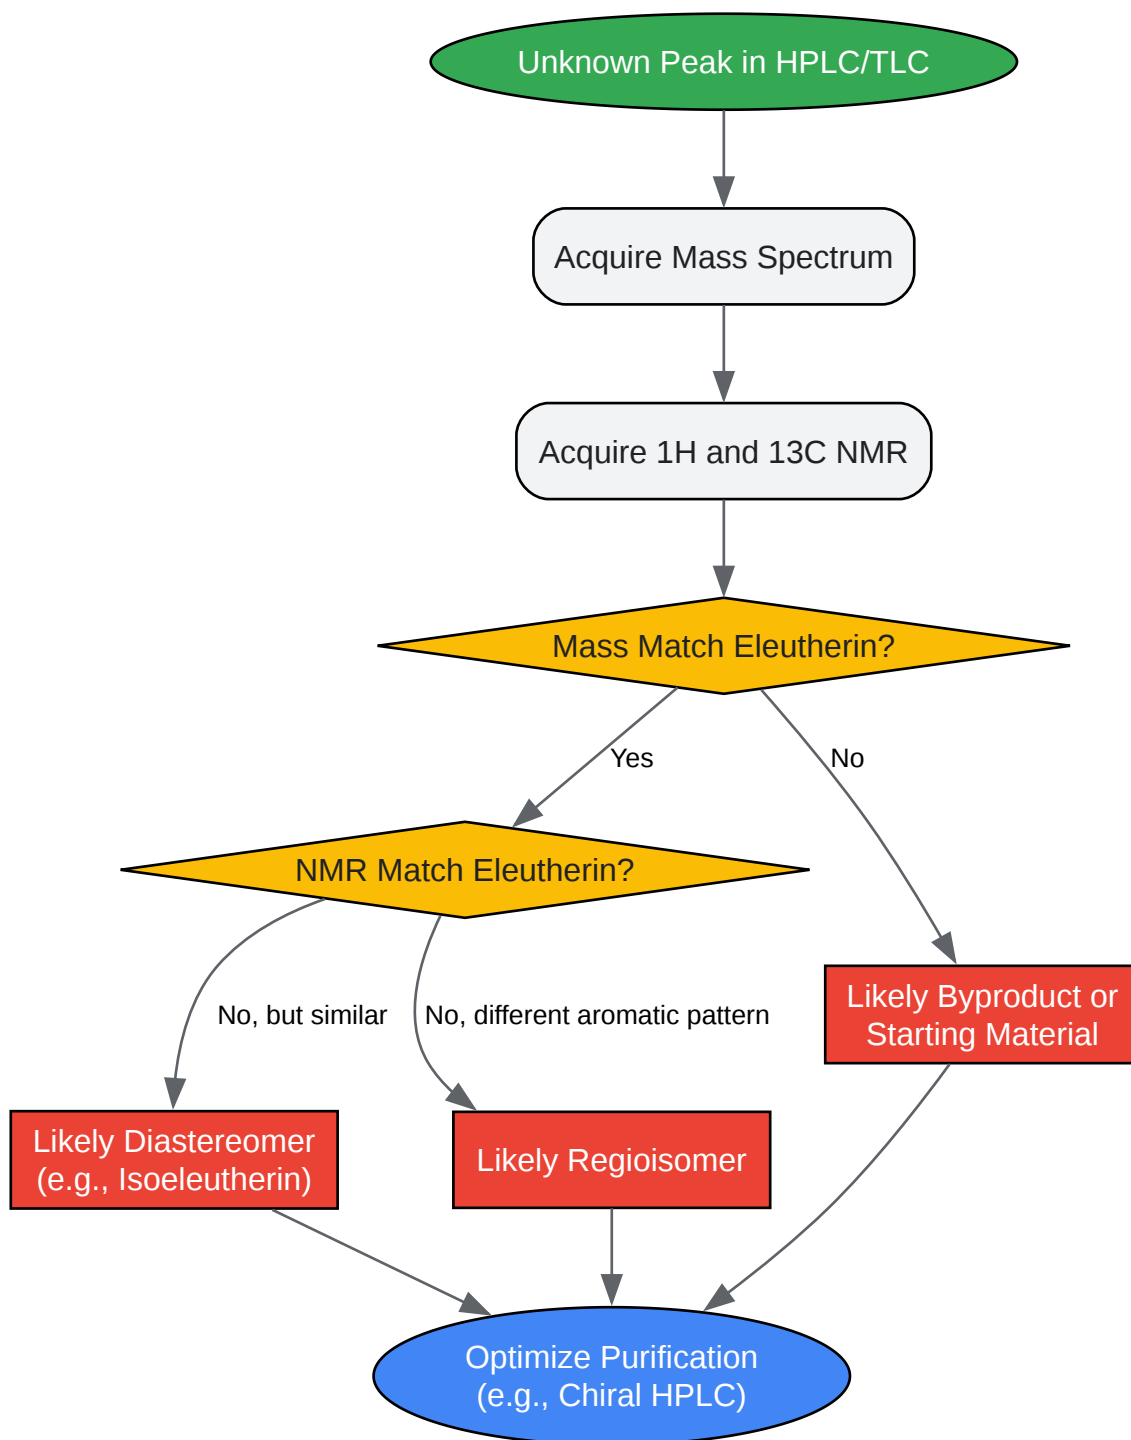 Unknown Peak in HPLC/TLC
Acquire Mass Spectrum
Acquire 1H and 13C NMR
Mass Match Eleutherin?
Yes
No
NMR Match Eleutherin?
No, but similar
No, different aromatic pattern
Likely Byproduct or
Starting Material
Likely Diastereomer
(e.g., Isoeleutherin)
Likely Regioisomer
Optimize Purification
(e.g., Chiral HPLC)